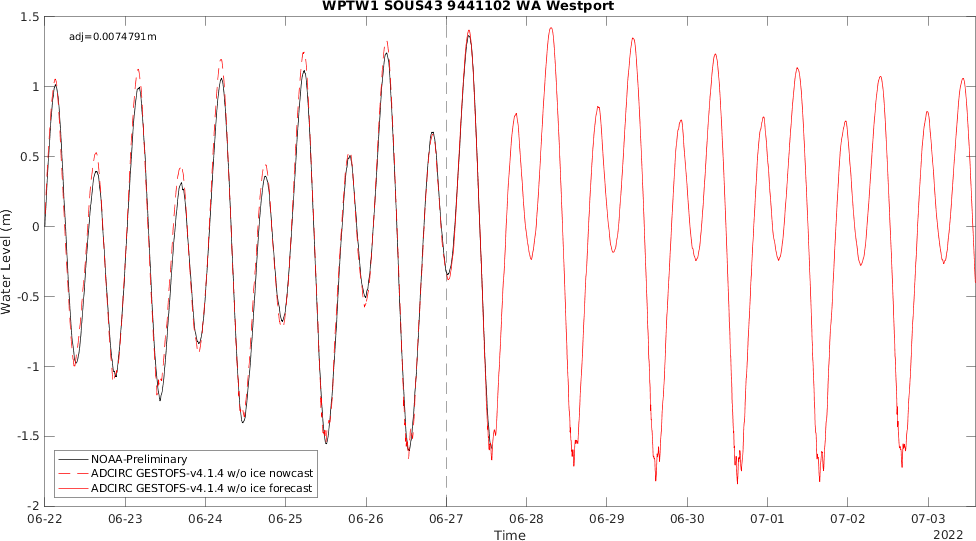 WPTW1 SOUS43 9441102 WA Westport
adj=0.0074791m
1.5
1
0.5
0
-0.5
-1
-1.5
-2
Water Level (m)
NOAA-Preliminary
ADCIRC GESTOFS-v4.1.4 w/o ice nowcast
ADCIRC GESTOFS-v4.1.4 w/o ice forecast
06-22 06-23 06-24 06-25 06-26 06-27 06-28 06-29 06-30 07-01 07-02 07-03
Time
2022